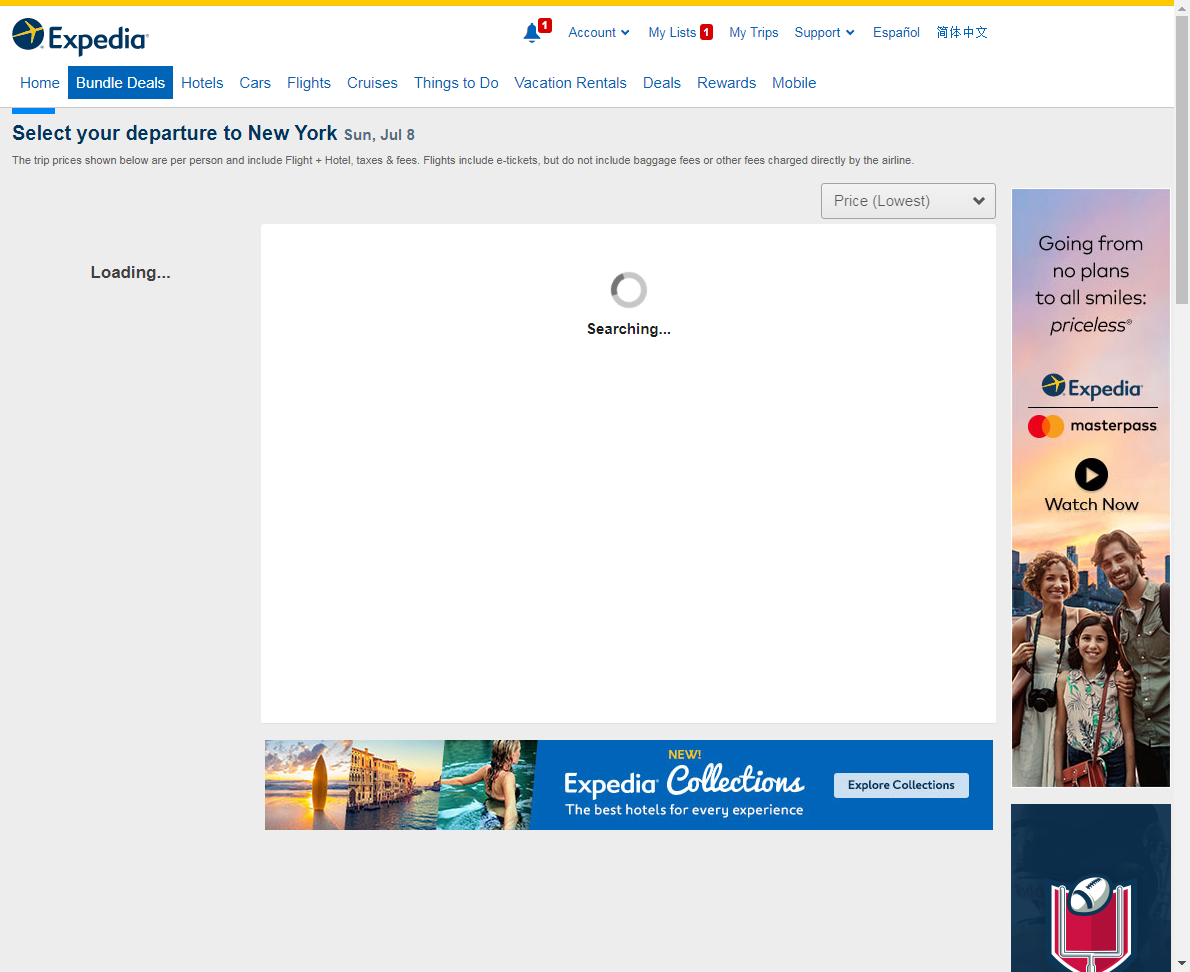 Expedia
1
Account
My Lists 1
My Trips
Support
Español
简体中文
Home
Bundle Deals
Hotels
Cars
Flights
Cruises
Things to Do
Vacation Rentals
Deals
Rewards
Mobile
Select your departure to New York Sun, Jul 8
The trip prices shown below are per person and include Flight + Hotel, taxes & fees. Flights include e-tickets, but do not include baggage fees or other fees charged directly by the airline.
Price (Lowest)
Loading...
Searching...
Going from
no plans
to all smiles:
priceless®
Expedia
masterpass
Watch Now
NEW!
Expedia Collections
The best hotels for every experience
Explore Collections